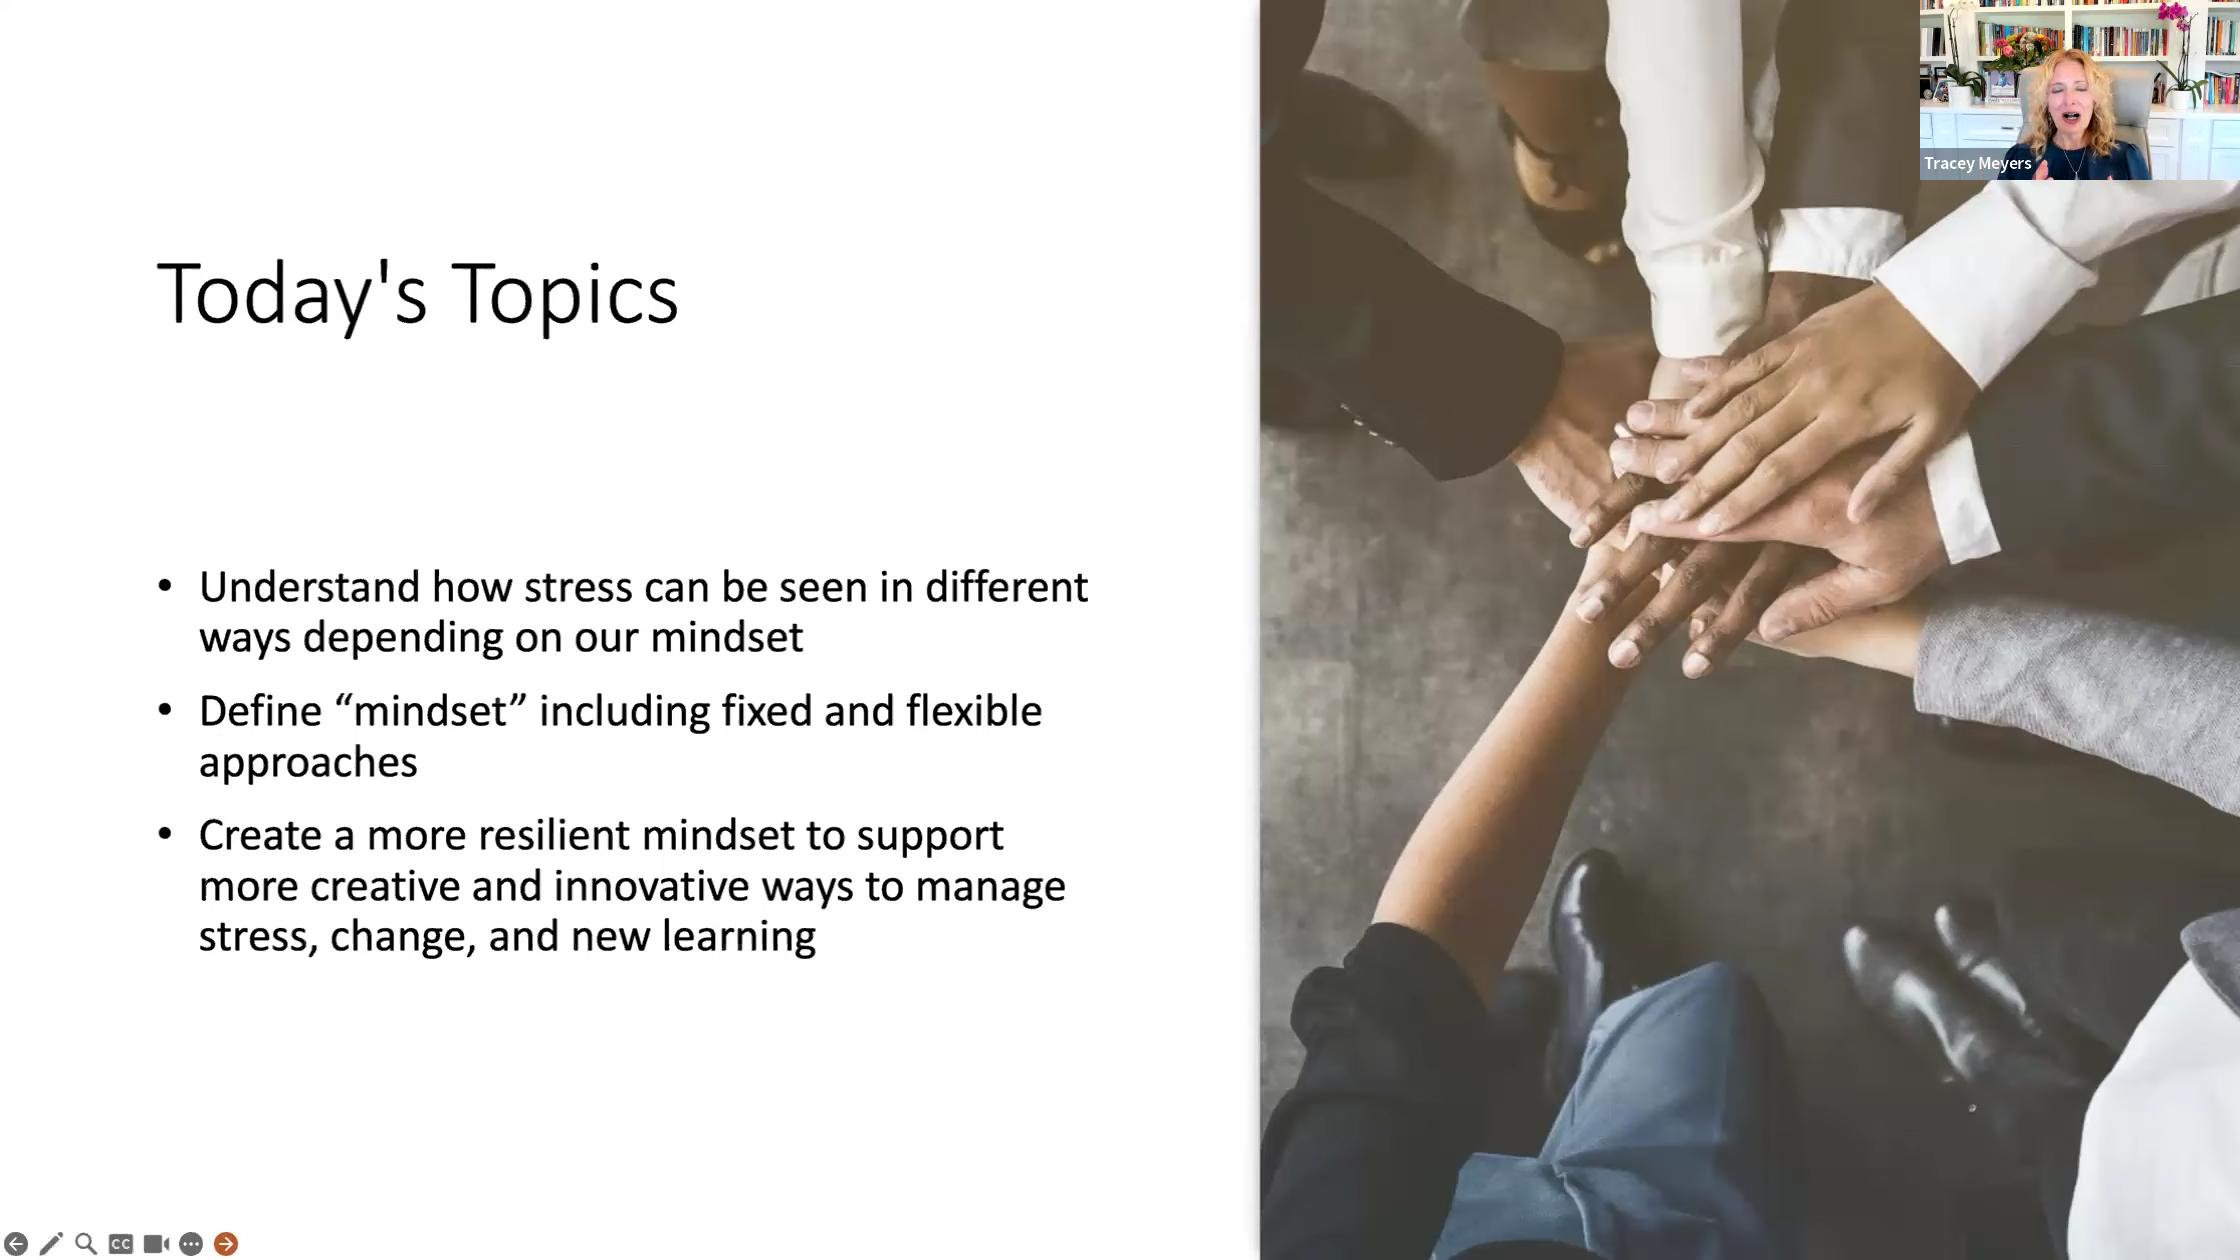 Tracey Meyers
Today's Topics
• Understand how stress can be seen in different
ways depending on our mindset
• Define “mindset” including fixed and flexible
approaches
• Create a more resilient mindset to support
more creative and innovative ways to manage
stress, change, and new learning
CC